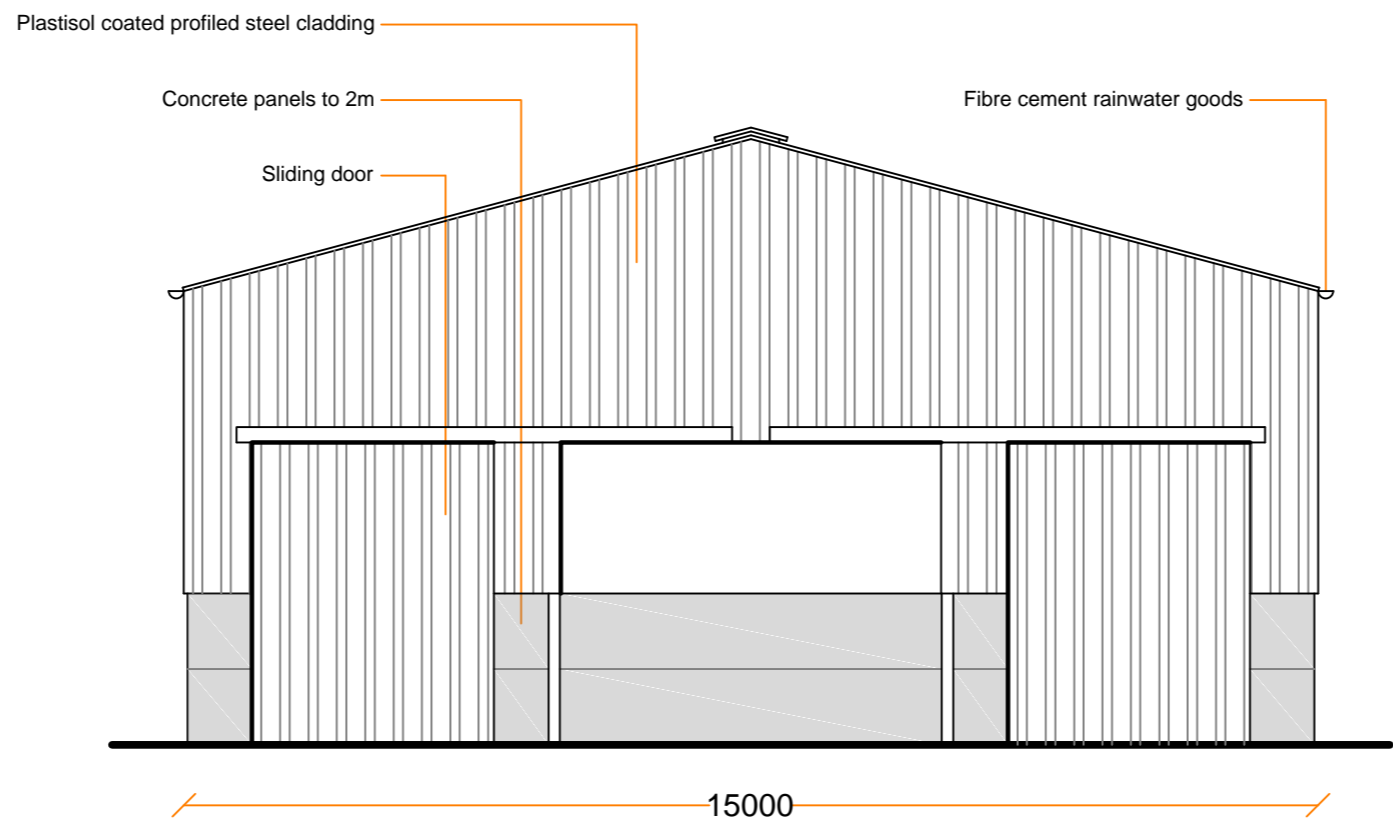 Plastisol coated profiled steel cladding
Concrete panels to 2m
Fibre cement rainwater goods
Sliding door
15000